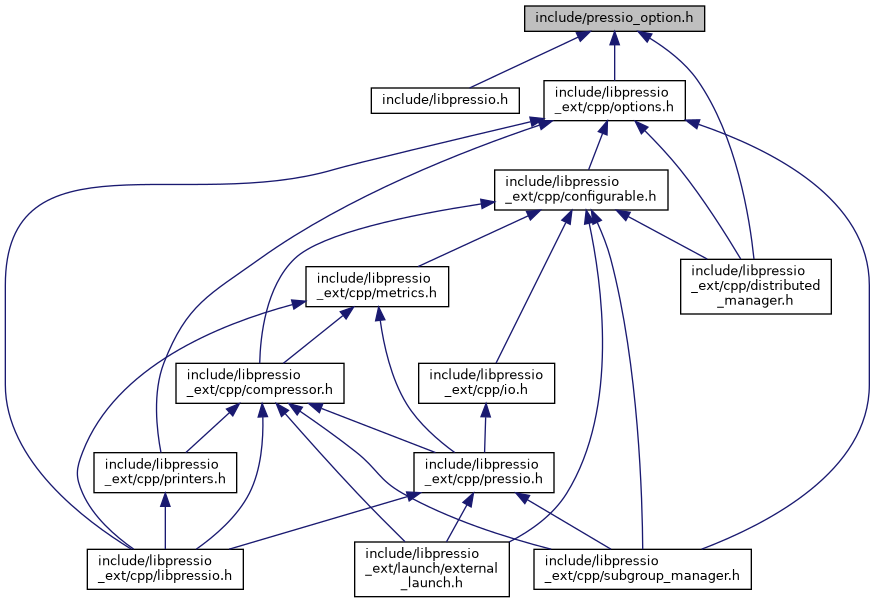 include/pressio_option.h
include/libpressio.h
include/libpressio
_ext/cpp/options.h
include/libpressio
_ext/cpp/configurable.h
include/libpressio
_ext/cpp/metrics.h
include/libpressio
_ext/cpp/distributed
_manager.h
include/libpressio
_ext/cpp/compressor.h
include/libpressio
_ext/cpp/io.h
include/libpressio
_ext/cpp/printers.h
include/libpressio
_ext/cpp/pressio.h
include/libpressio
_ext/cpp/libpressio.h
include/libpressio
_ext/launch/external
_launch.h
include/libpressio
_ext/cpp/subgroup_manager.h